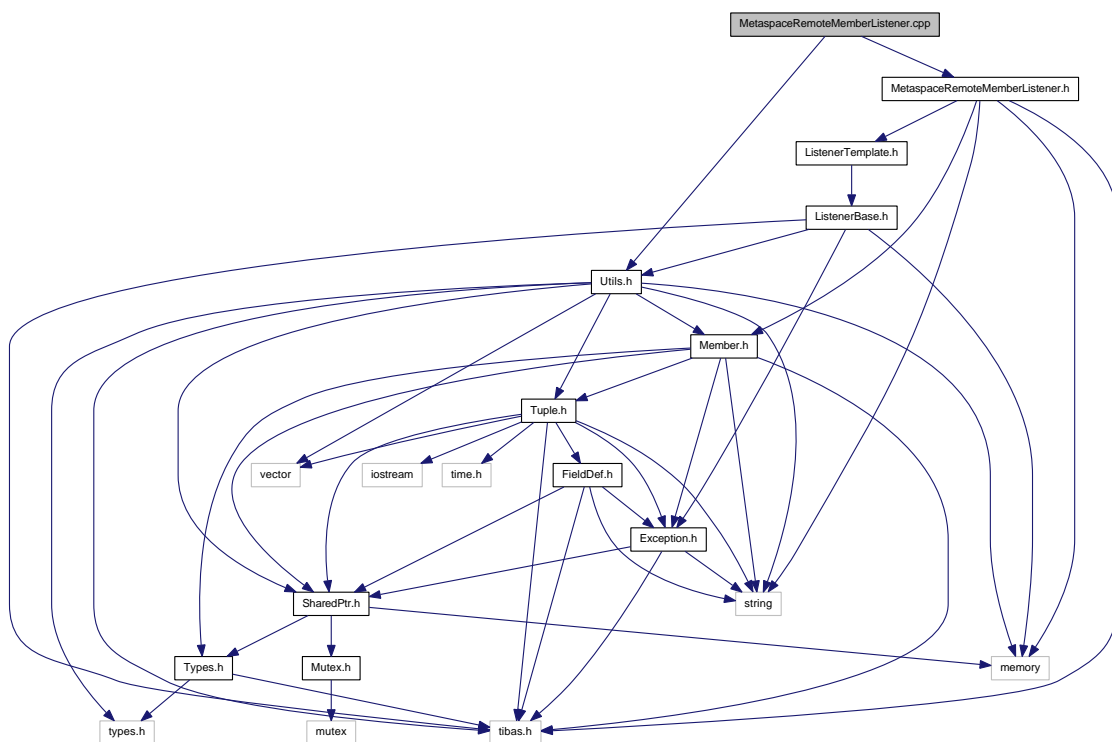 MetaspaceRemoteMemberListener.cpp
MetaspaceRemoteMemberListener.h
ListenerTemplate.h
ListenerBase.h
Utils.h
Member.h
Tuple.h
vector
iostream
time.h
FieldDef.h
Exception.h
SharedPtr.h
string
Types.h
Mutex.h
memory
types.h
mutex
tibas.h